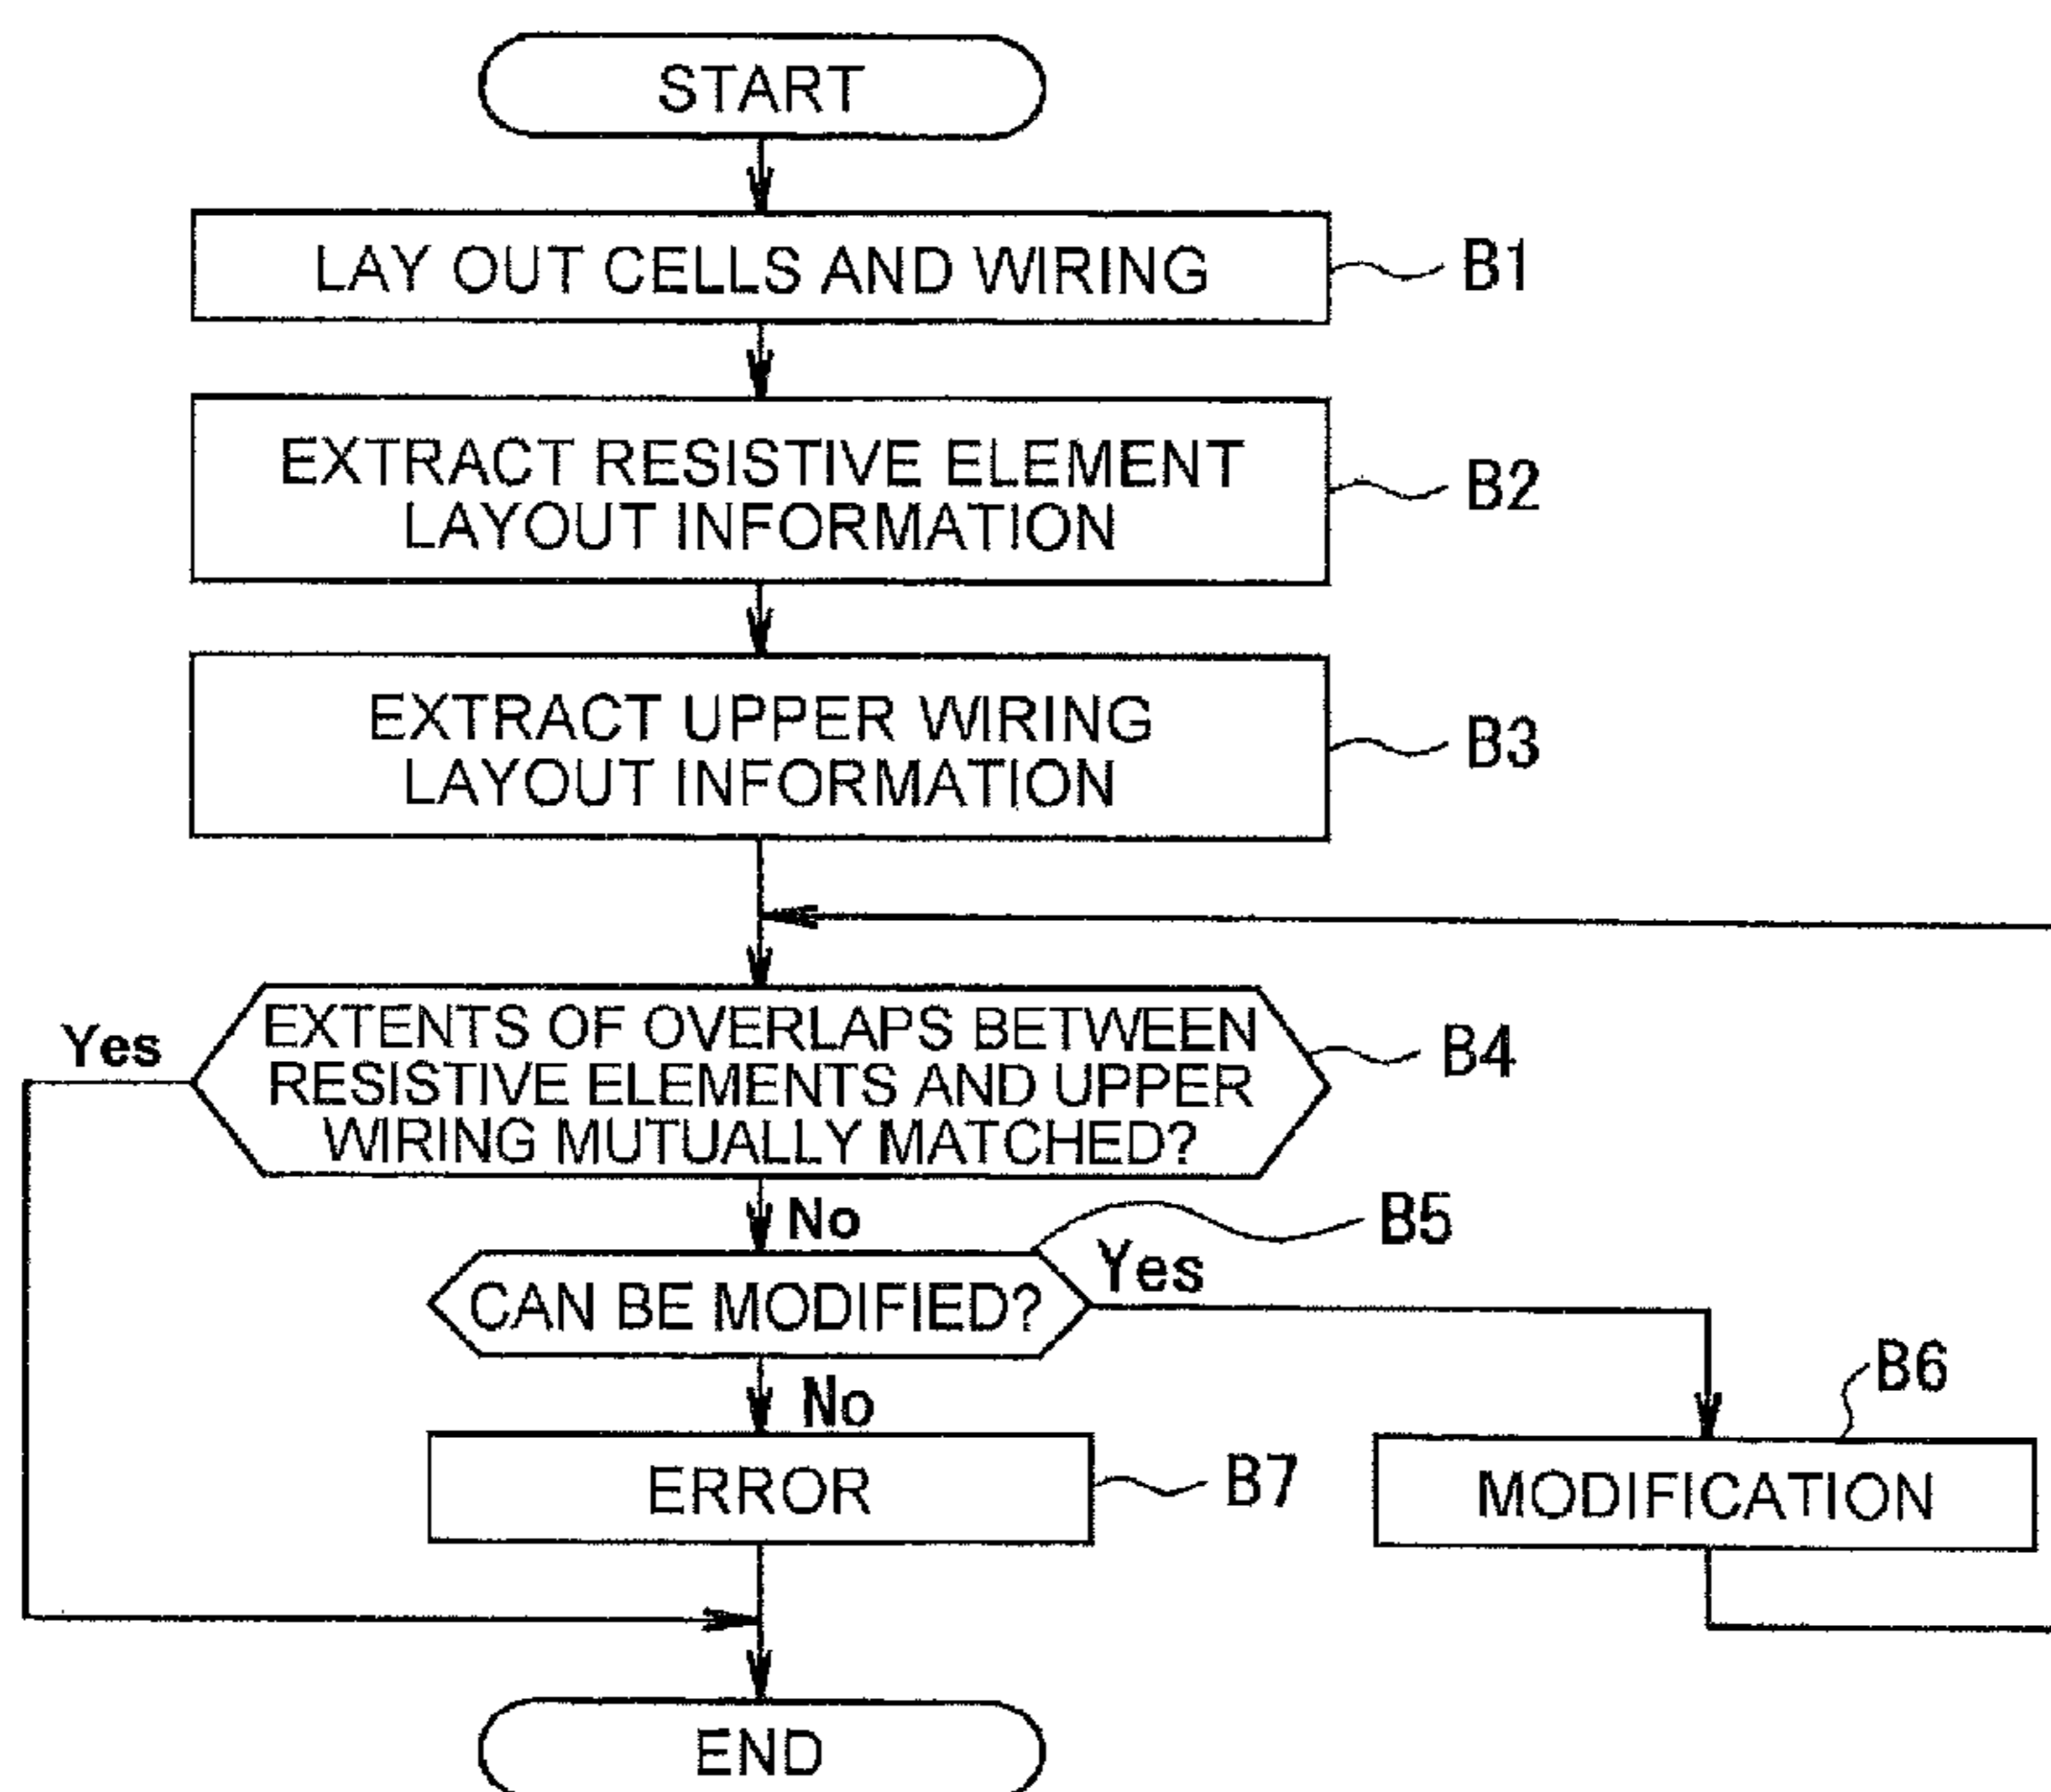 START
LAY OUT CELLS AND WIRING
B1
EXTRACT RESISTIVE ELEMENT
LAYOUT INFORMATION
B2
EXTRACT UPPER WIRING
LAYOUT INFORMATION
B3
Yes
EXTENTS OF OVERLAPS BETWEEN
RESISTIVE ELEMENTS AND UPPER
WIRING MUTUALLY MATCHED?
B4
No
B5
CAN BE MODIFIED?
Yes
No
B6
ERROR
B7
MODIFICATION
END